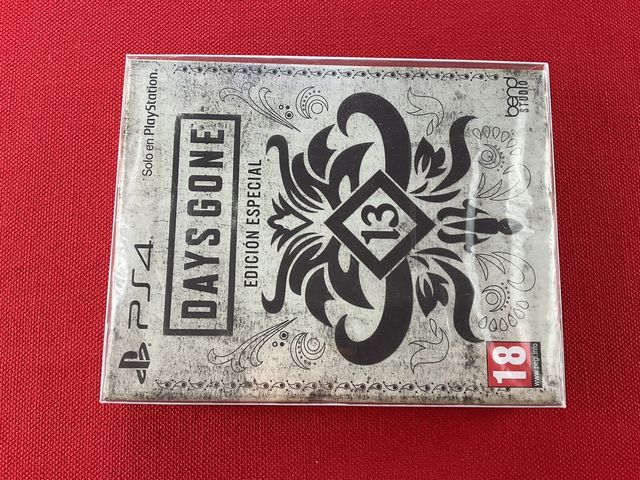 PS4
Solo en PlayStation.
DAYS GONE
EDICIÓN ESPECIAL
13
18
www.pegi.info
bend
STUDIO